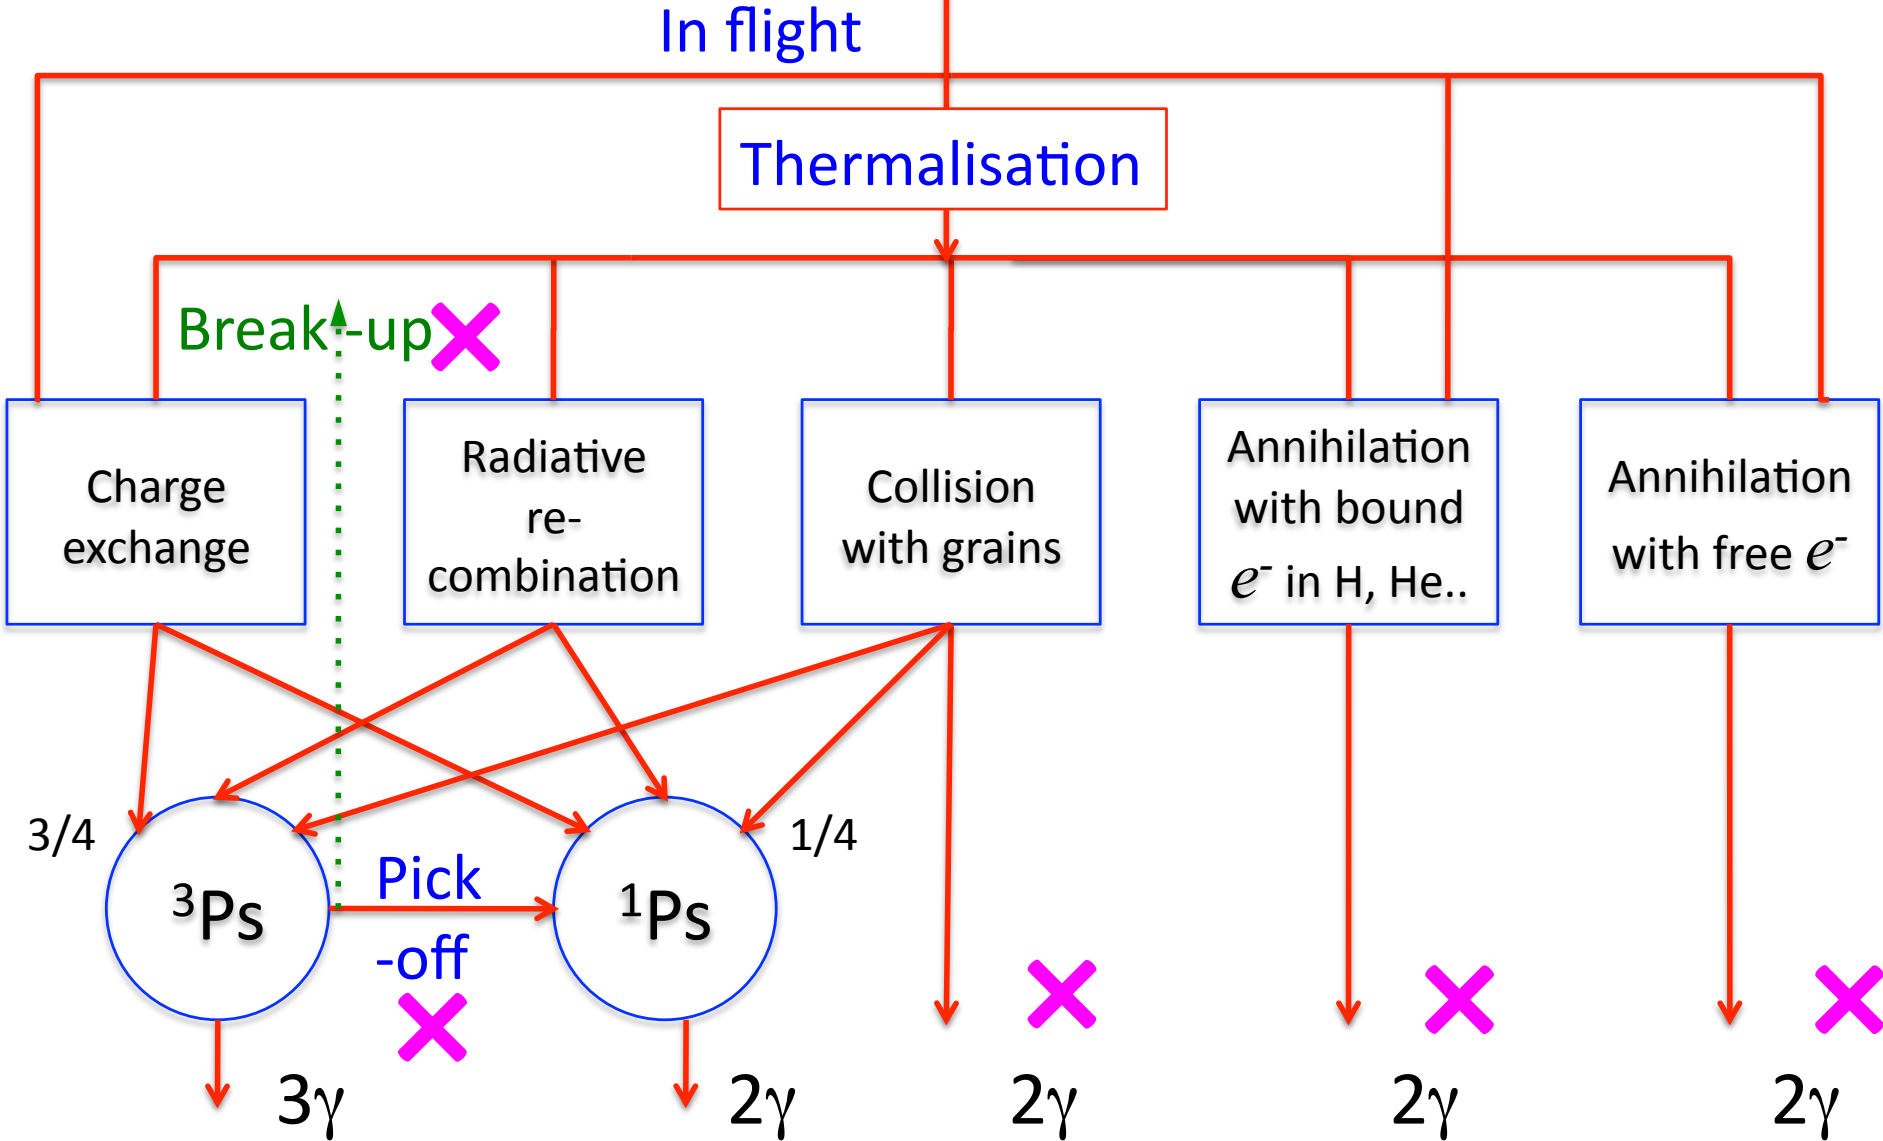 In flight
Thermalisation
Break-up
Charge
exchange
Radiative
re-
combination
Collision
with grains
Annihilation
with bound
e⁻ in H, He..
Annihilation
with free e⁻
3/4
³Ps
Pick
-off
¹Ps
1/4
3γ
2γ
2γ
2γ
2γ